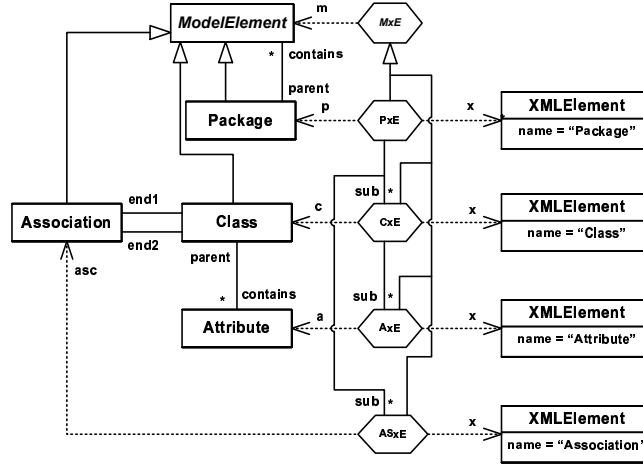 ModelElement
m
MxE
* contains
parent
Package
p
PxE
x
XMLElement
name = “Package”
sub *
Association
end1
end2
Class
c
CxE
x
XMLElement
name = “Class”
asc
parent
* contains
sub *
Attribute
a
AxE
x
XMLElement
name = “Attribute”
sub *
ASxE
x
XMLElement
name = “Association”